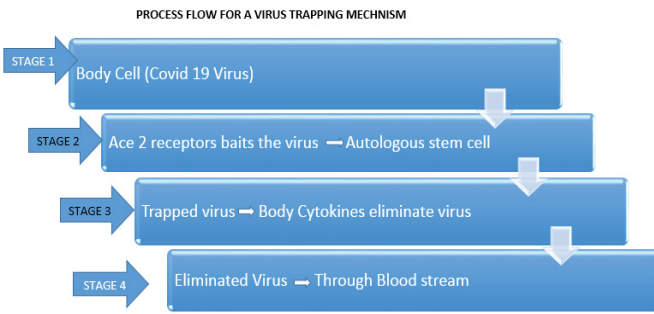 PROCESS FLOW FOR A VIRUS TRAPPING MECHNISM
STAGE 1
Body Cell (Covid 19 Virus)
STAGE 2
Ace 2 receptors baits the virus ➡ Autologous stem cell
STAGE 3
Trapped virus ➡ Body Cytokines eliminate virus
STAGE 4
Eliminated Virus ➡ Through Blood stream